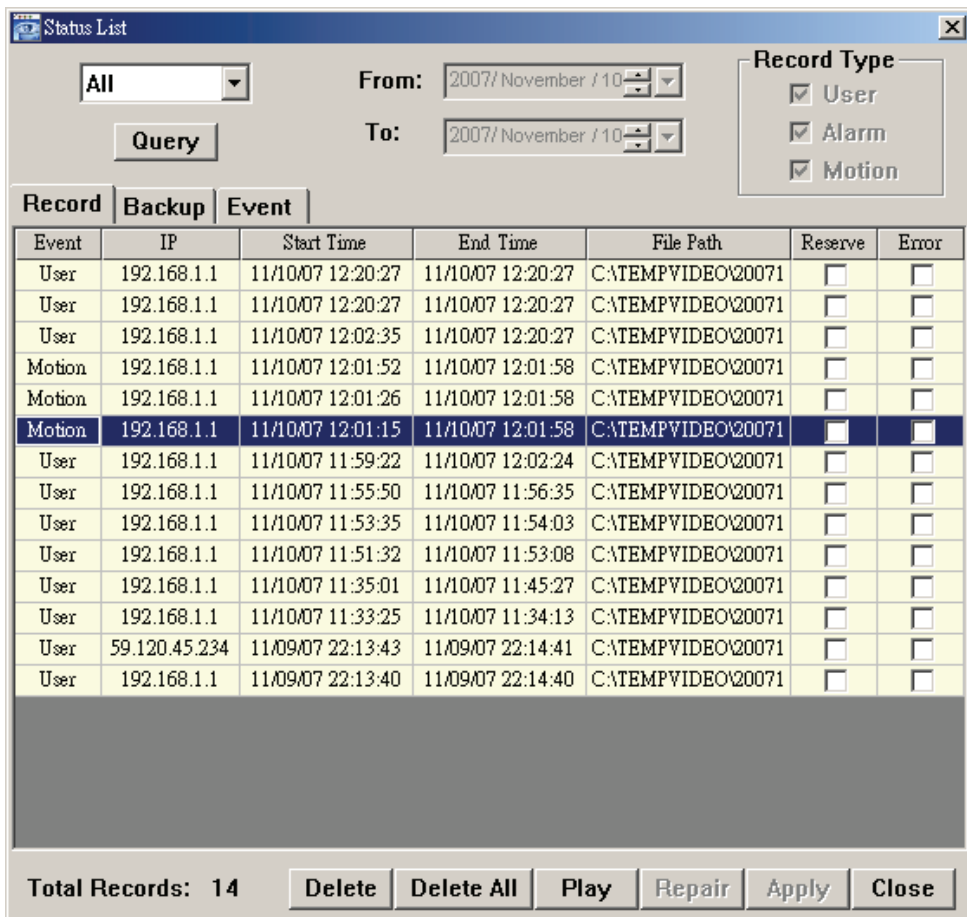 Status List
All
From: 2007/ November / 10
Record Type
User
Query
To: 2007/ November / 10
Alarm
Motion
Record Backup Event
Event IP Start Time End Time File Path Reserve Error
User 192.168.1.1 11/10/07 12:20:27 11/10/07 12:20:27 C:\TEMPVIDEO\20071
User 192.168.1.1 11/10/07 12:20:27 11/10/07 12:20:27 C:\TEMPVIDEO\20071
User 192.168.1.1 11/10/07 12:02:35 11/10/07 12:20:27 C:\TEMPVIDEO\20071
Motion 192.168.1.1 11/10/07 12:01:52 11/10/07 12:01:58 C:\TEMPVIDEO\20071
Motion 192.168.1.1 11/10/07 12:01:26 11/10/07 12:01:58 C:\TEMPVIDEO\20071
Motion 192.168.1.1 11/10/07 12:01:15 11/10/07 12:01:58 C:\TEMPVIDEO\20071
User 192.168.1.1 11/10/07 11:59:22 11/10/07 12:02:24 C:\TEMPVIDEO\20071
User 192.168.1.1 11/10/07 11:55:50 11/10/07 11:56:35 C:\TEMPVIDEO\20071
User 192.168.1.1 11/10/07 11:53:35 11/10/07 11:54:03 C:\TEMPVIDEO\20071
User 192.168.1.1 11/10/07 11:51:32 11/10/07 11:53:08 C:\TEMPVIDEO\20071
User 192.168.1.1 11/10/07 11:35:01 11/10/07 11:45:27 C:\TEMPVIDEO\20071
User 192.168.1.1 11/10/07 11:33:25 11/10/07 11:34:13 C:\TEMPVIDEO\20071
User 59.120.45.234 11/09/07 22:13:43 11/09/07 22:14:41 C:\TEMPVIDEO\20071
User 192.168.1.1 11/09/07 22:13:40 11/09/07 22:14:40 C:\TEMPVIDEO\20071
Total Records: 14 Delete Delete All Play Repair Apply Close